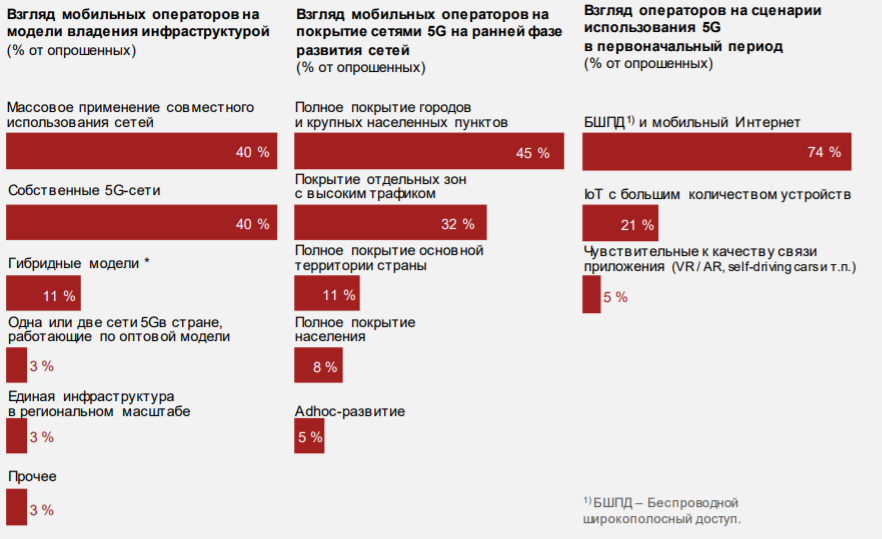 Взгляд мобильных операторов на
модели владения инфраструктурой
(% от опрошенных)
Массовое применение совместного
использования сетей
40 %
Собственные 5G-сети
40 %
Гибридные модели *
11 %
Одна или две сети 5Gв стране,
работающие по оптовой модели
3 %
Единая инфраструктура
в региональном масштабе
3 %
Прочее
3 %
Взгляд мобильных операторов на
покрытие сетями 5G на ранней фазе
развития сетей
(% от опрошенных)
Полное покрытие городов
и крупных населенных пунктов
45 %
Покрытие отдельных зон
с высоким трафиком
32 %
Полное покрытие основной
территории страны
11 %
Полное покрытие
населения
8 %
Adhoc-развитие
5 %
Взгляд операторов на сценарии
использования 5G
в первоначальный период
(% от опрошенных)
БШПД1) и мобильный Интернет
74 %
IoT с большим количеством устройств
21 %
Чувствительные к качеству связи
приложения (VR / AR, self-driving cars и т.п.)
5 %
1) БШПД – Беспроводной
широкополосный доступ.